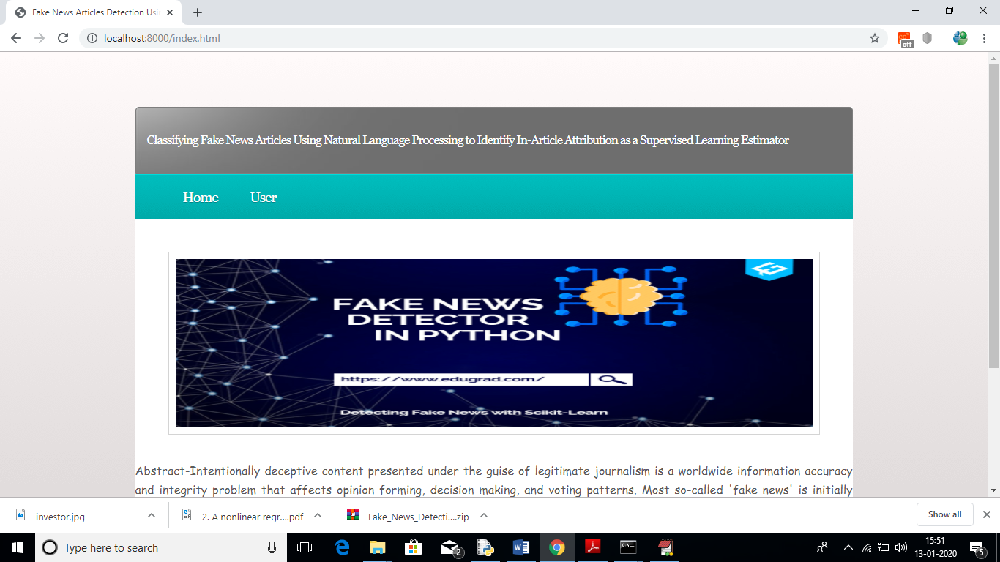 Fake News Articles Detection Usi
localhost:8000/index.html
off
Classifying Fake News Articles Using Natural Language Processing to Identify In-Article Attribution as a Supervised Learning Estimator
Home User
FAKE NEWS
DETECTOR
IN PYTHON
https://www.edugrad.com/
Detecting Fake News with Scikit-Learn
Abstract-Intentionally deceptive content presented under the guise of legitimate journalism is a worldwide information accuracy
and integrity problem that affects opinion forming, decision making, and voting patterns. Most so-called 'fake news' is initially
investor.jpg
2. A nonlinear regr....pdf
Fake_News_Detecti....zip
Show all
Type here to search
2
15:51
13-01-2020
5